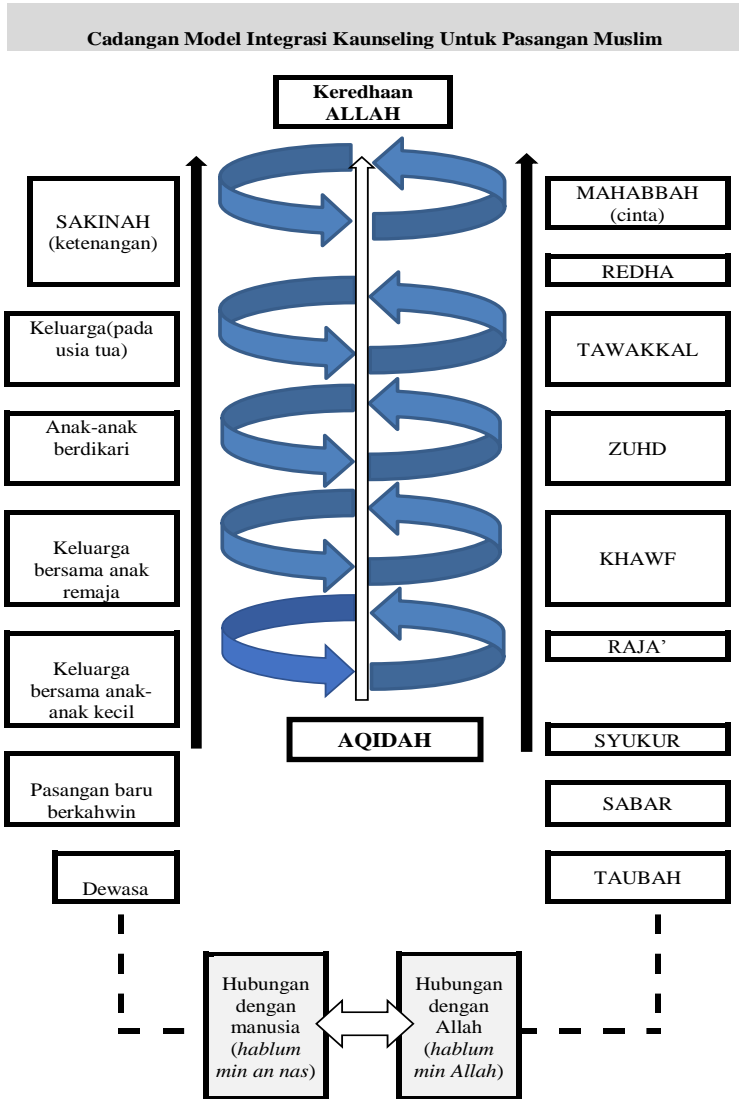 Cadangan Model Integrasi Kaunseling Untuk Pasangan Muslim
Keredhaan
ALLAH
SAKINAH
(ketenangan)
Keluarga(pada
usia tua)
Anak-anak
berdikari
Keluarga
bersama anak
remaja
Keluarga
bersama anak-
anak kecil
Pasangan baru
berkahwin
Dewasa
AQIDAH
MAHABBAH
(cinta)
REDHA
TAWAKKAL
ZUHD
KHAWF
RAJA’
SYUKUR
SABAR
TAUBAH
Hubungan
dengan
manusia
(hablum
min an nas)
Hubungan
dengan
Allah
(hablum
min Allah)